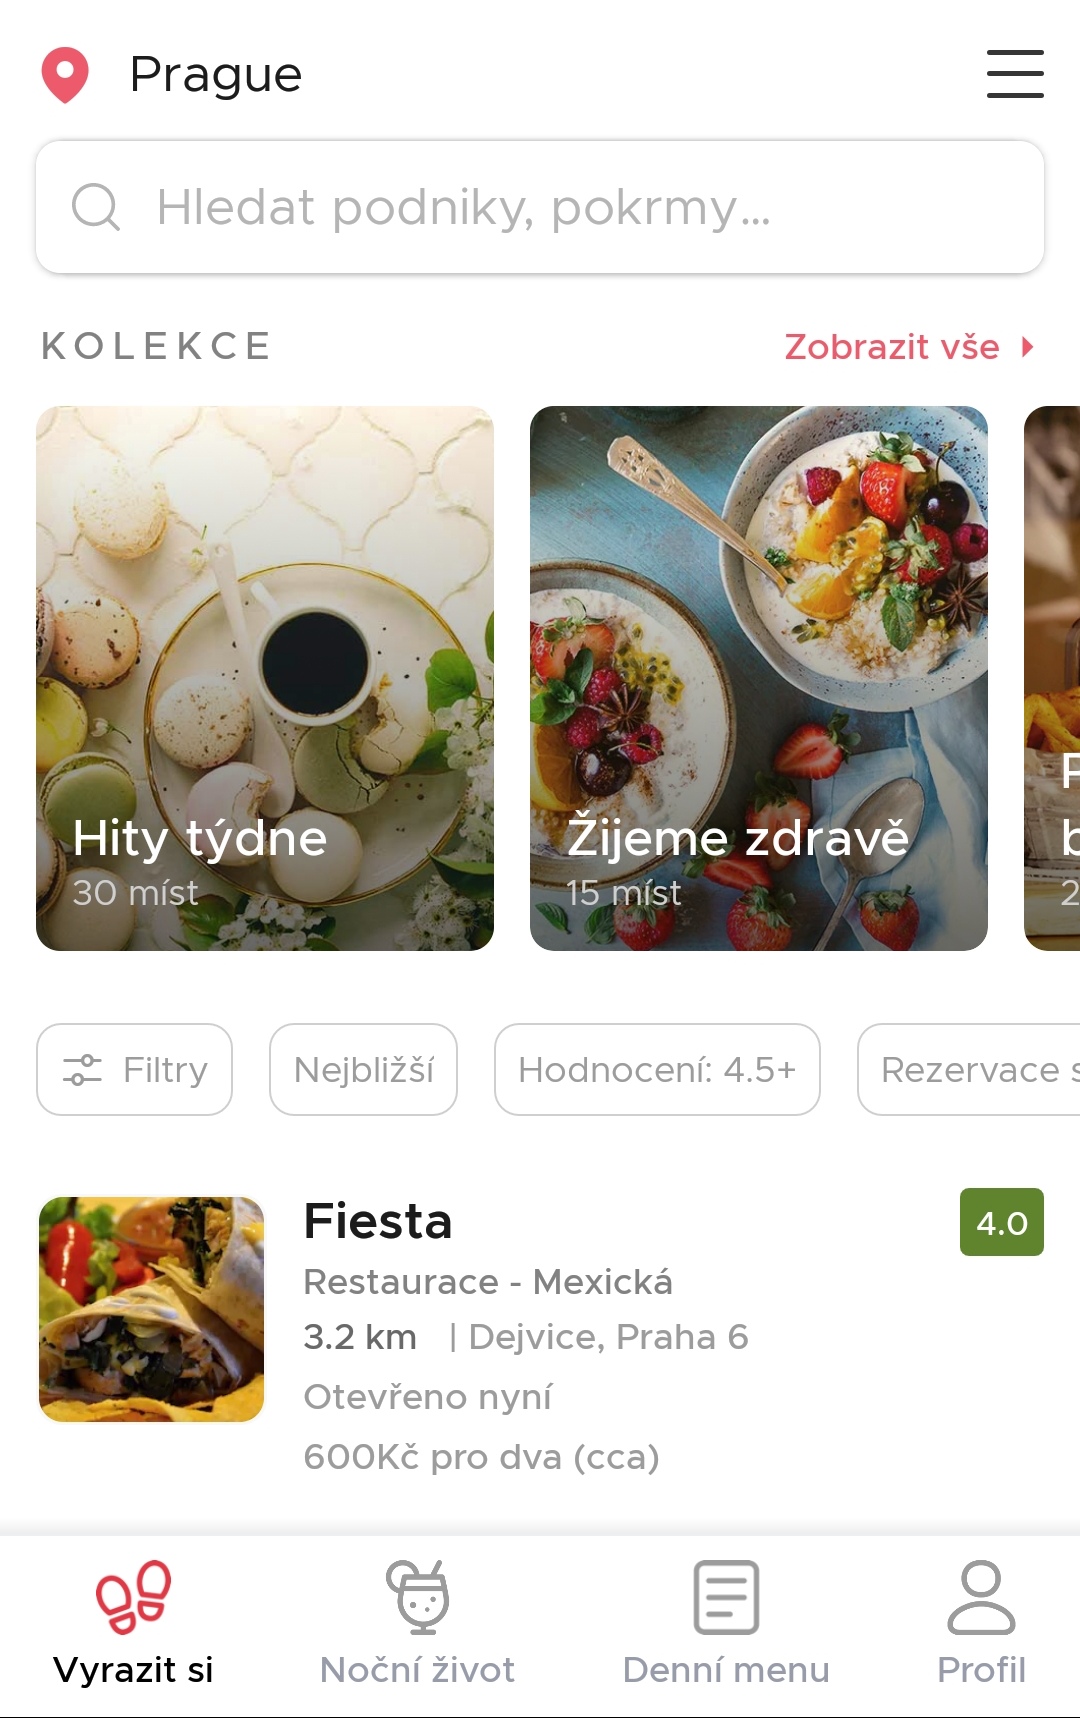 Prague
Hledat podniky, pokrmy...
KOLEKCE
Zobrazit vše
Hity týdne
30 míst
Žijeme zdravě
15 míst
Filtry
Nejbližší
Hodnocení: 4.5+
Rezervace
Fiesta
4.0
Restaurace - Mexická
3.2 km | Dejvice, Praha 6
Otevřeno nyní
600Kč pro dva (cca)
Vyrazit si
Noční život
Denní menu
Profil